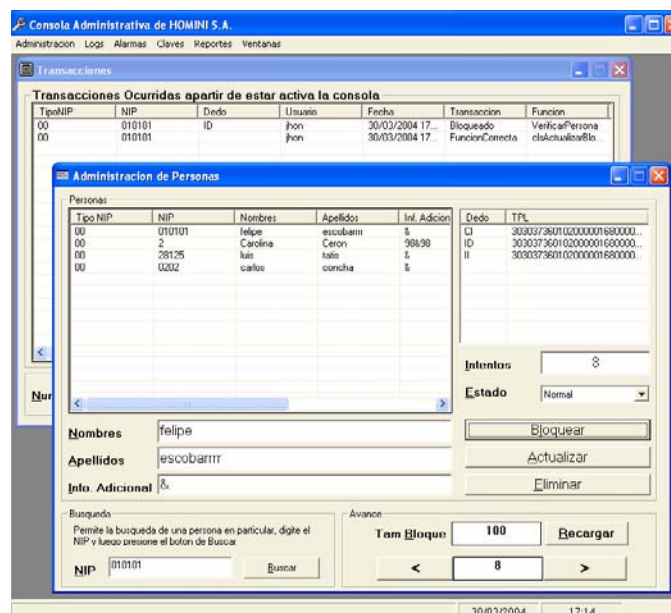 Consola Administrativa de HOMINI S.A.
Administracion Logs Alarmas Claves Reportes Ventanas
Transacciones
Transacciones Ocurridas apartir de estar activa la consola
TipoNIP NIP Dedo Usuario Fecha Transaccion Funcion
00 010101 ID jhon 30/03/2004 17... Bloqueado VerificarPersona
00 010101 jhon 30/03/2004 17... FuncionCorrecta clsActualizarBlo...
Administracion de Personas
Personas
Tipo NIP NIP Nombres Apellidos Inf. Adicion Dedo TPL
00 010101 felipe escobarrr & CI 303037360102000001680000...
00 2 Carolina Ceron 98&98 ID 303037360102000001680000...
00 28125 luis tatis & II 303037360102000001680000...
00 0202 carlos concha &
Intentos 3
Nur
Estado Normal
Nombres felipe Bloquear
Apellidos escobarrrr Actualizar
Info. Adicional & Eliminar
Busqueda Avance
Permite la busqueda de una persona en particular, digite el
NIP y luego presione el boton de Buscar
Tam Bloque 100 Recargar
NIP 010101 Buscar < 8 >
30/03/2004 17:14